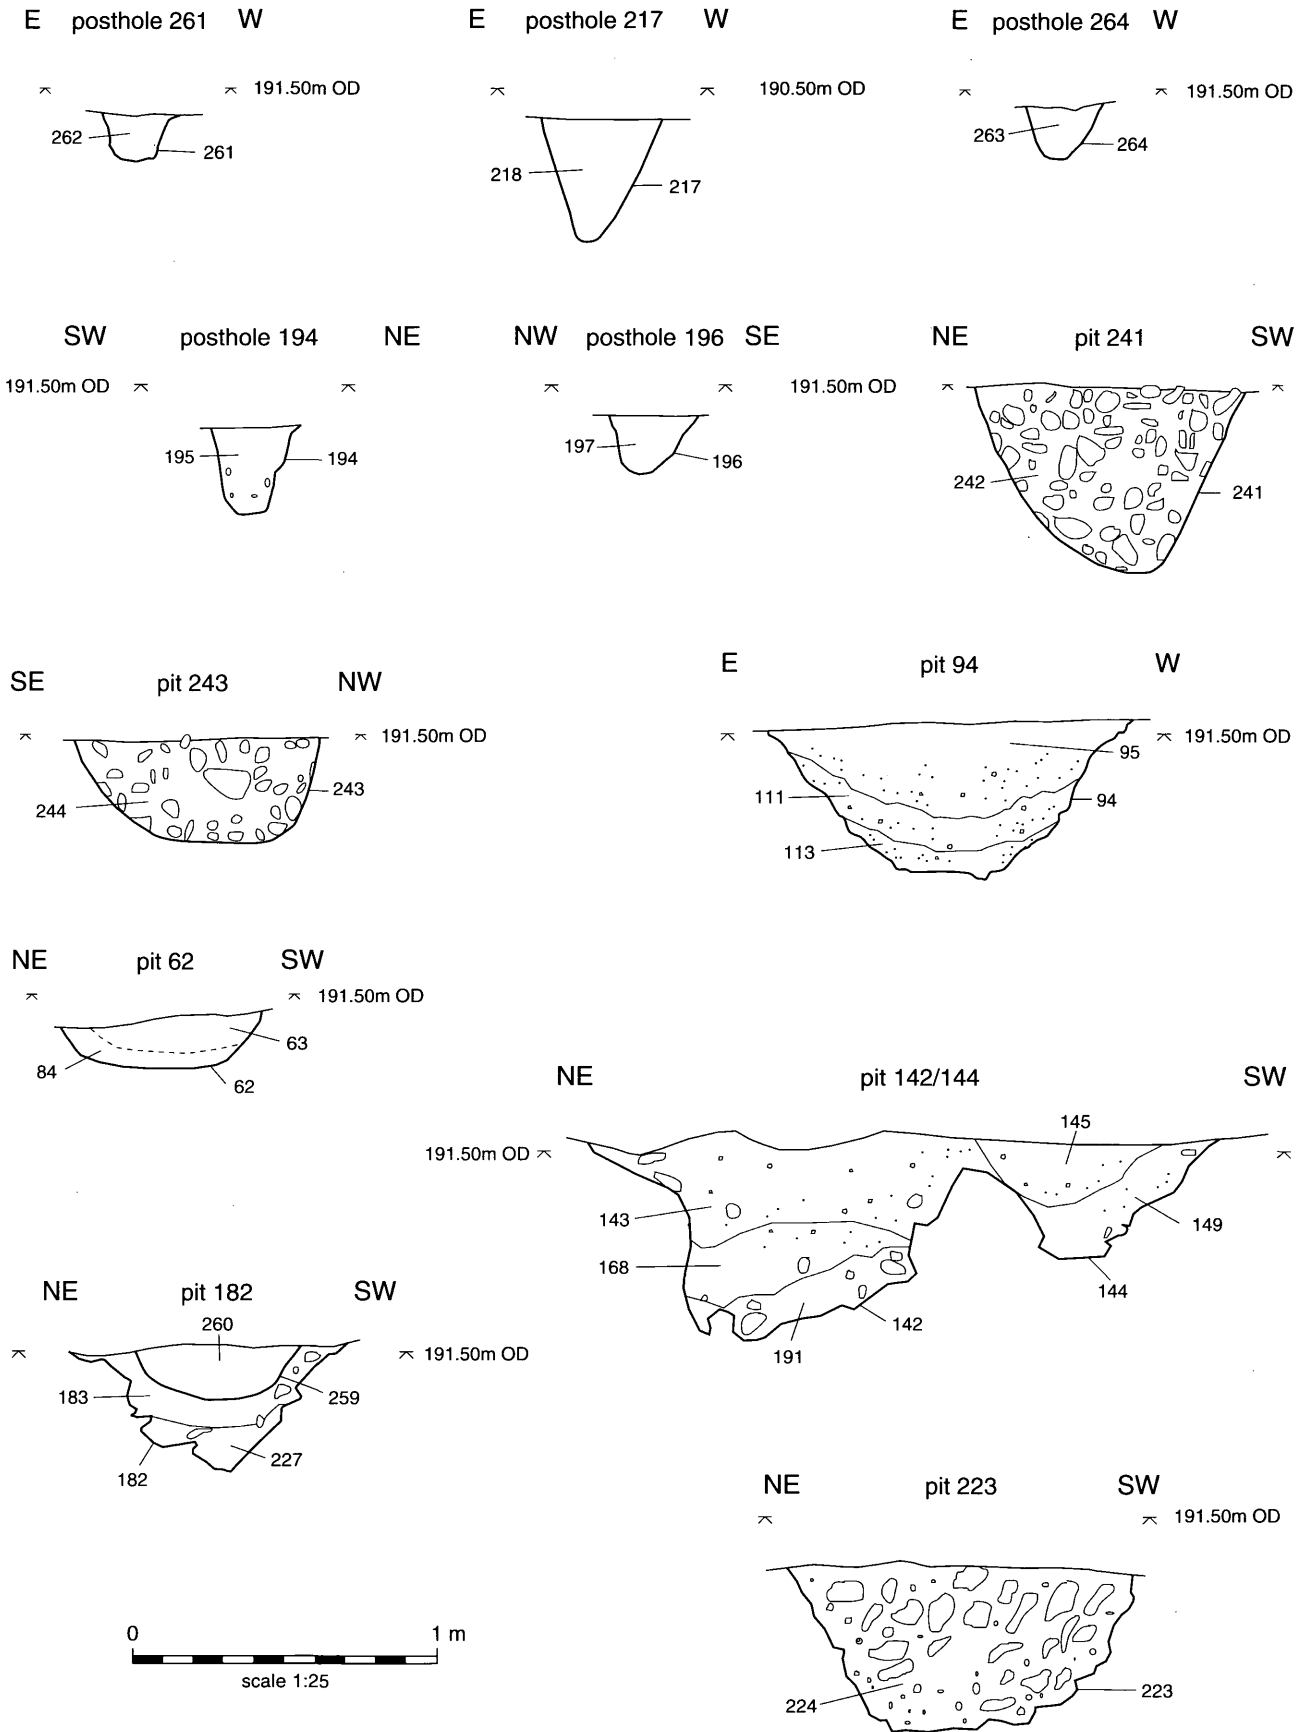 E posthole 261 W
E posthole 217 W
E posthole 264 W
191.50m OD
190.50m OD
191.50m OD
262
261
218
217
263
264
SW posthole 194 NE
NW posthole 196 SE
NE pit 241 SW
191.50m OD
191.50m OD
195
194
197
196
242
241
SE pit 243 NW
E pit 94 W
191.50m OD
191.50m OD
244
243
95
111
94
113
NE pit 62 SW
191.50m OD
63
84
62
NE pit 142/144 SW
191.50m OD
145
143
149
168
144
142
191
NE pit 182 SW
260
191.50m OD
183
259
227
182
NE pit 223 SW
191.50m OD
224
223
0 1 m
scale 1:25